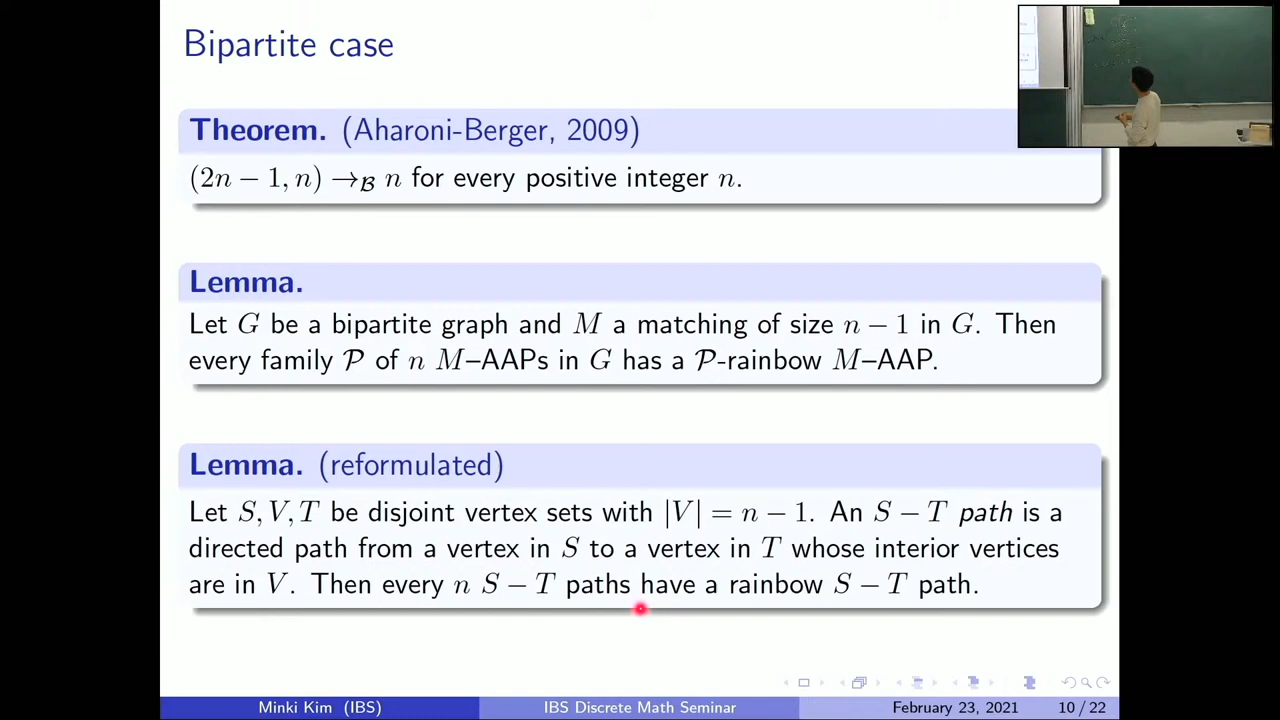 Bipartite case
Theorem. (Aharoni-Berger, 2009)
(2n − 1, n) →_𝓑 n for every positive integer n.
Lemma.
Let G be a bipartite graph and M a matching of size n − 1 in G. Then
every family 𝒫 of n M–AAPs in G has a 𝒫-rainbow M–AAP.
Lemma. (reformulated)
Let S, V, T be disjoint vertex sets with |V| = n − 1. An S − T path is a
directed path from a vertex in S to a vertex in T whose interior vertices
are in V. Then every n S − T paths have a rainbow S − T path.
Minki Kim (IBS) IBS Discrete Math Seminar February 23, 2021 10 / 22